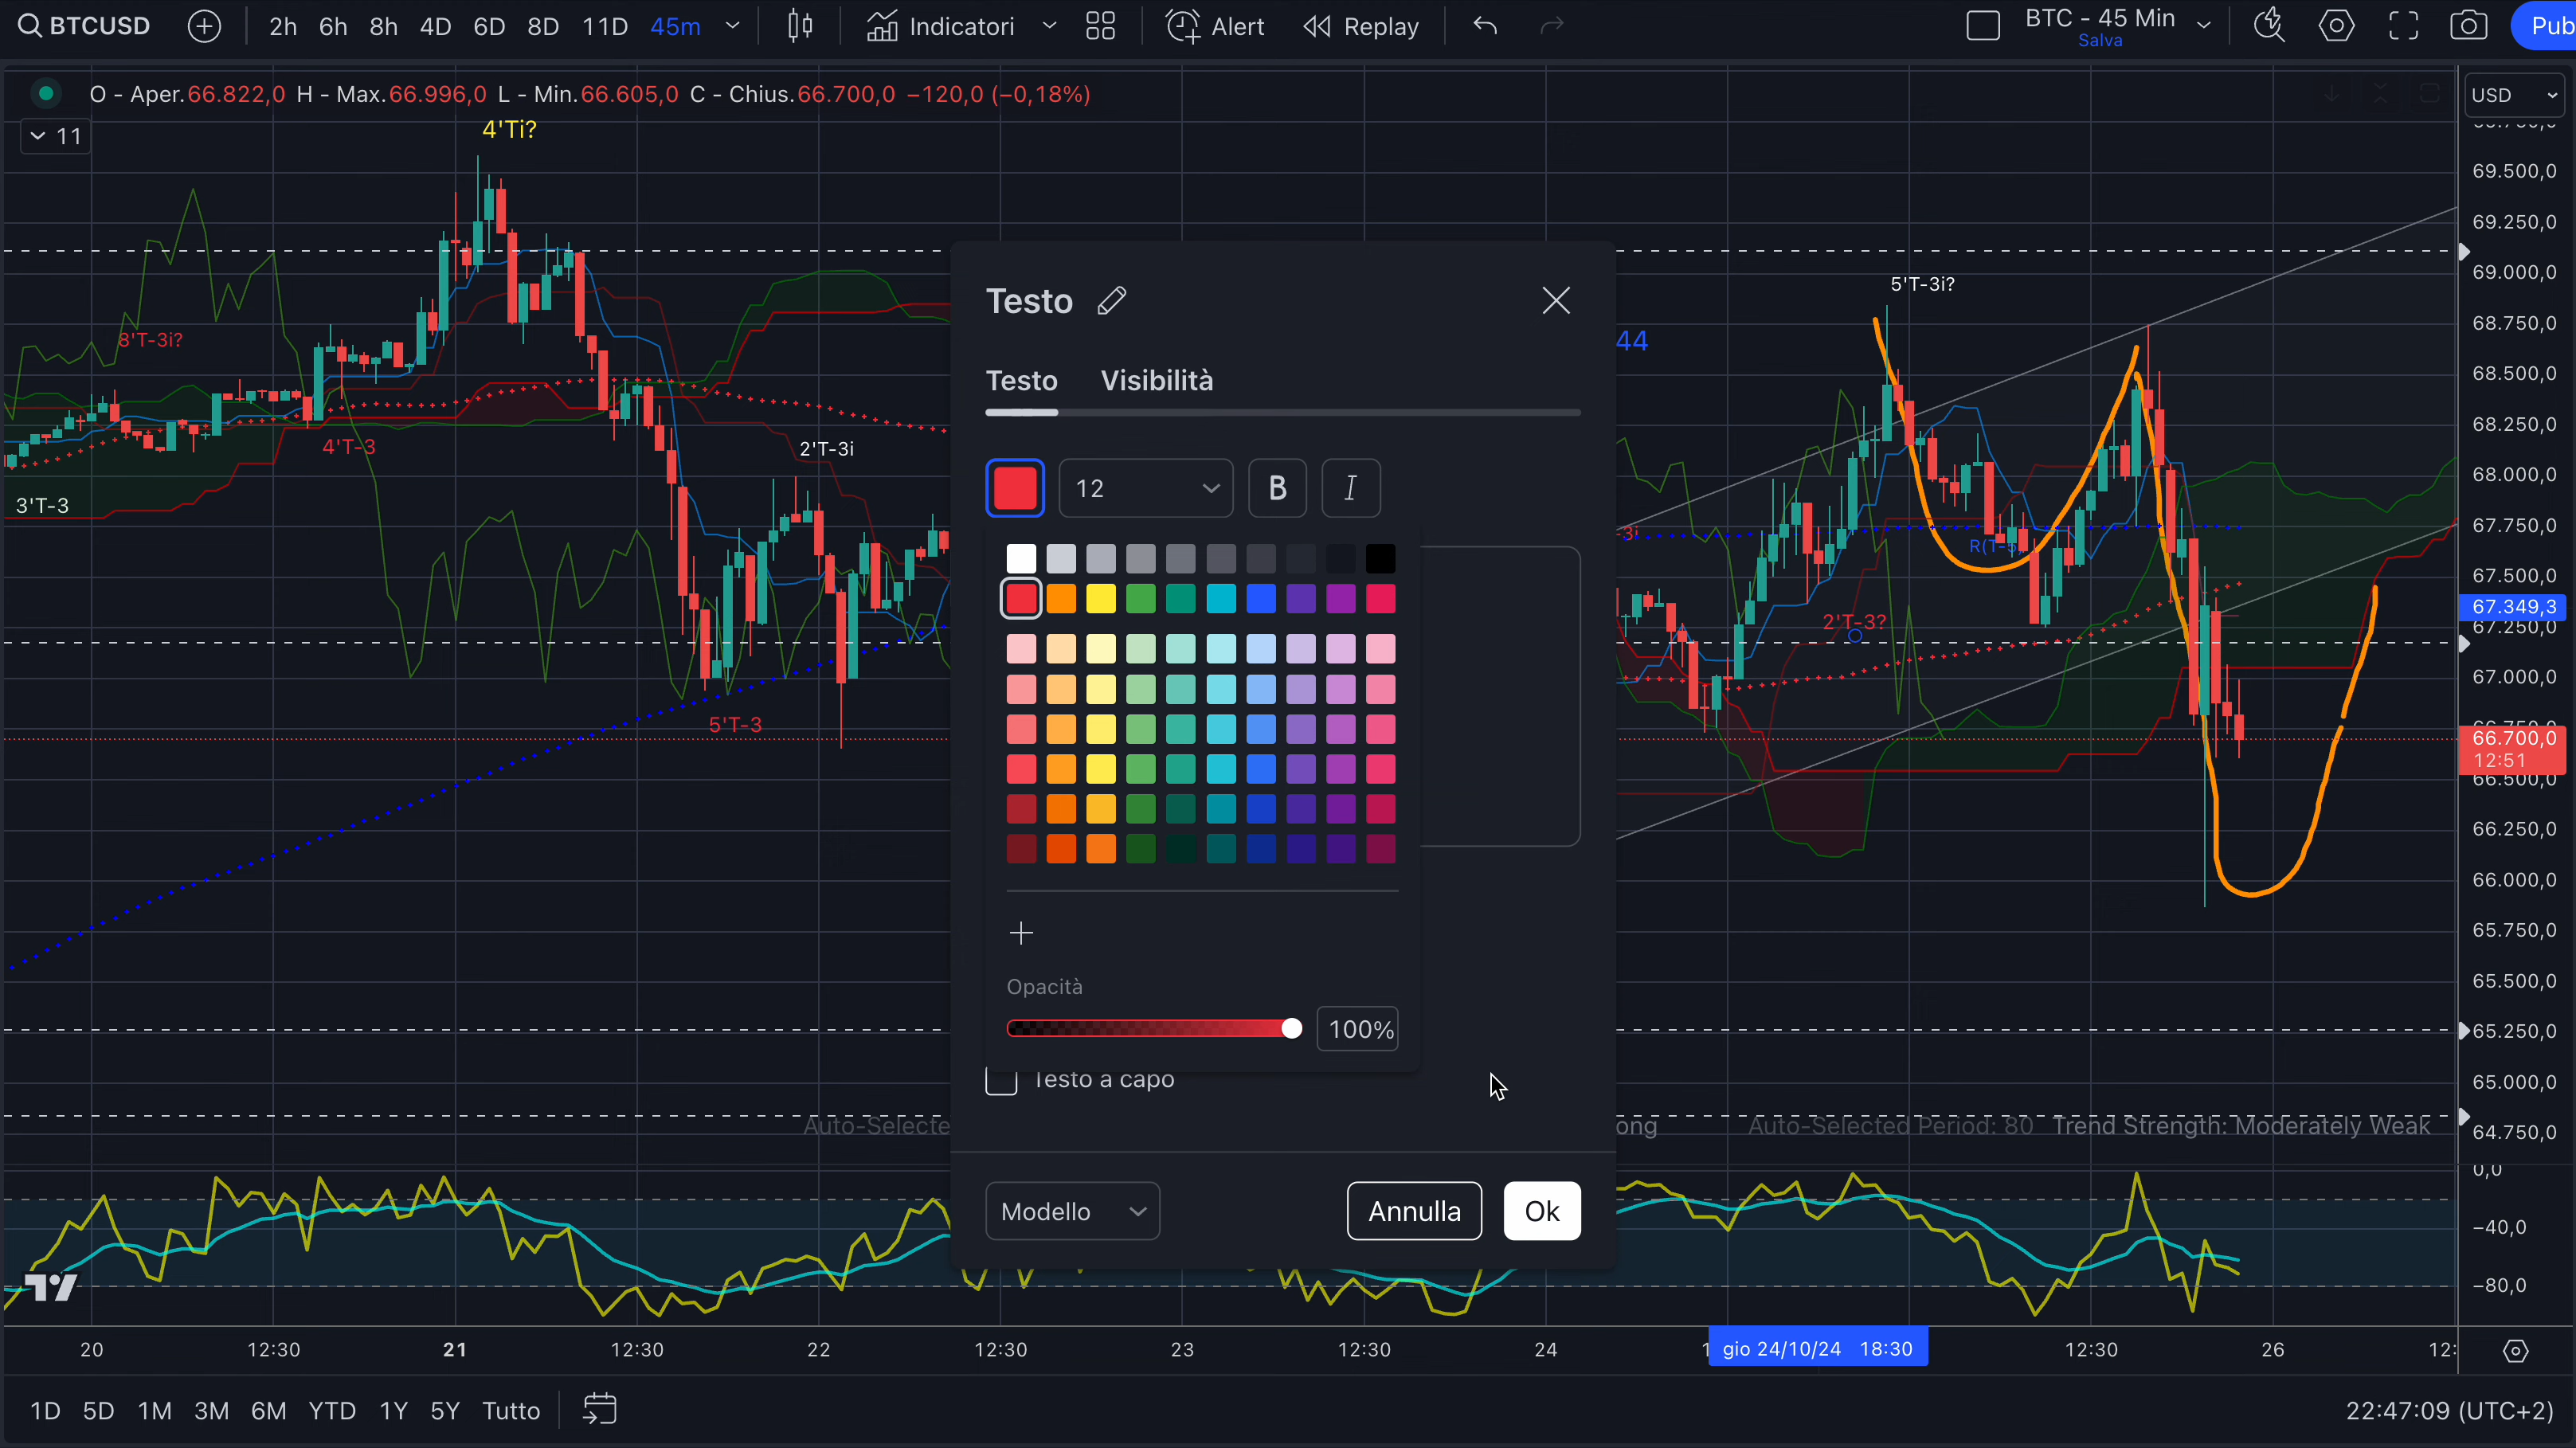 BTCUSD 2h 6h 8h 4D 6D 8D 11D 45m Indicatori Alert Replay BTC - 45 Min Pub
Salva
O - Aper.66.822,0 H - Max.66.996,0 L - Min.66.605,0 C - Chius.66.700,0 −120,0 (−0,18%)
USD
11
4'Ti?
69.500,0
69.250,0
69.000,0
5'T-3i?
Testo
68.750,0
8'T-3i?
44
68.500,0
Testo Visibilità
68.250,0
4'T-3
2'T-3i
68.000,0
12 B I
3'T-3
67.750,0
-3i
67.500,0
67.349,3
67.250,0
2'T-3?
67.000,0
5'T-3
66.700,0
12:51
66.500,0
66.250,0
66.000,0
65.750,0
65.500,0
Opacità
100%
65.250,0
Testo a capo
65.000,0
Auto-Selecte
ong
Auto-Selected Period: 80 Trend Strength: Moderately Weak
64.750,0
0,0
Modello Annulla Ok
−40,0
−80,0
20 12:30 21 12:30 22 12:30 23 12:30 24 1 gio 24/10/24 18:30 12:30 26 12:
1D 5D 1M 3M 6M YTD 1Y 5Y Tutto 22:47:09 (UTC+2)